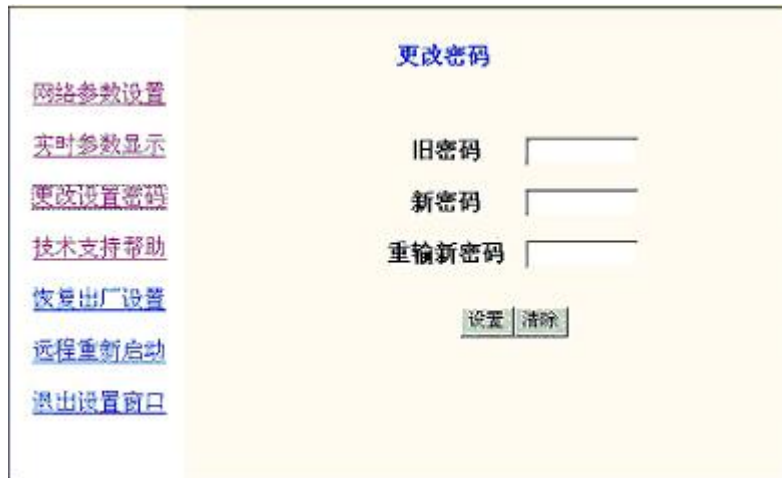 网络参数设置
实时参数显示
更改设置密码
技术支持帮助
恢复出厂设置
远程重新启动
退出设置窗口
更改密码
旧密码
新密码
重输新密码
设置 清除